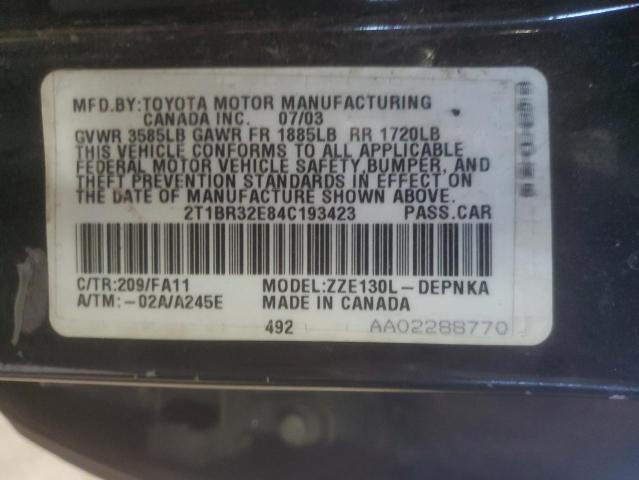 MFD.BY:TOYOTA MOTOR MANUFACTURING
CANADA INC. 07/03
GVWR 3585LB GAWR FR 1885LB RR 1720LB
THIS VEHICLE CONFORMS TO ALL APPLICABLE
FEDERAL MOTOR VEHICLE SAFETY,BUMPER, AND
THEFT PREVENTION STANDARDS IN EFFECT ON
THE DATE OF MANUFACTURE SHOWN ABOVE.
2T1BR32E84C193423 PASS.CAR
C/TR:209/FA11 MODEL:ZZE130L-DEPNKA
A/TM:-02A/A245E MADE IN CANADA
492 AA02288770